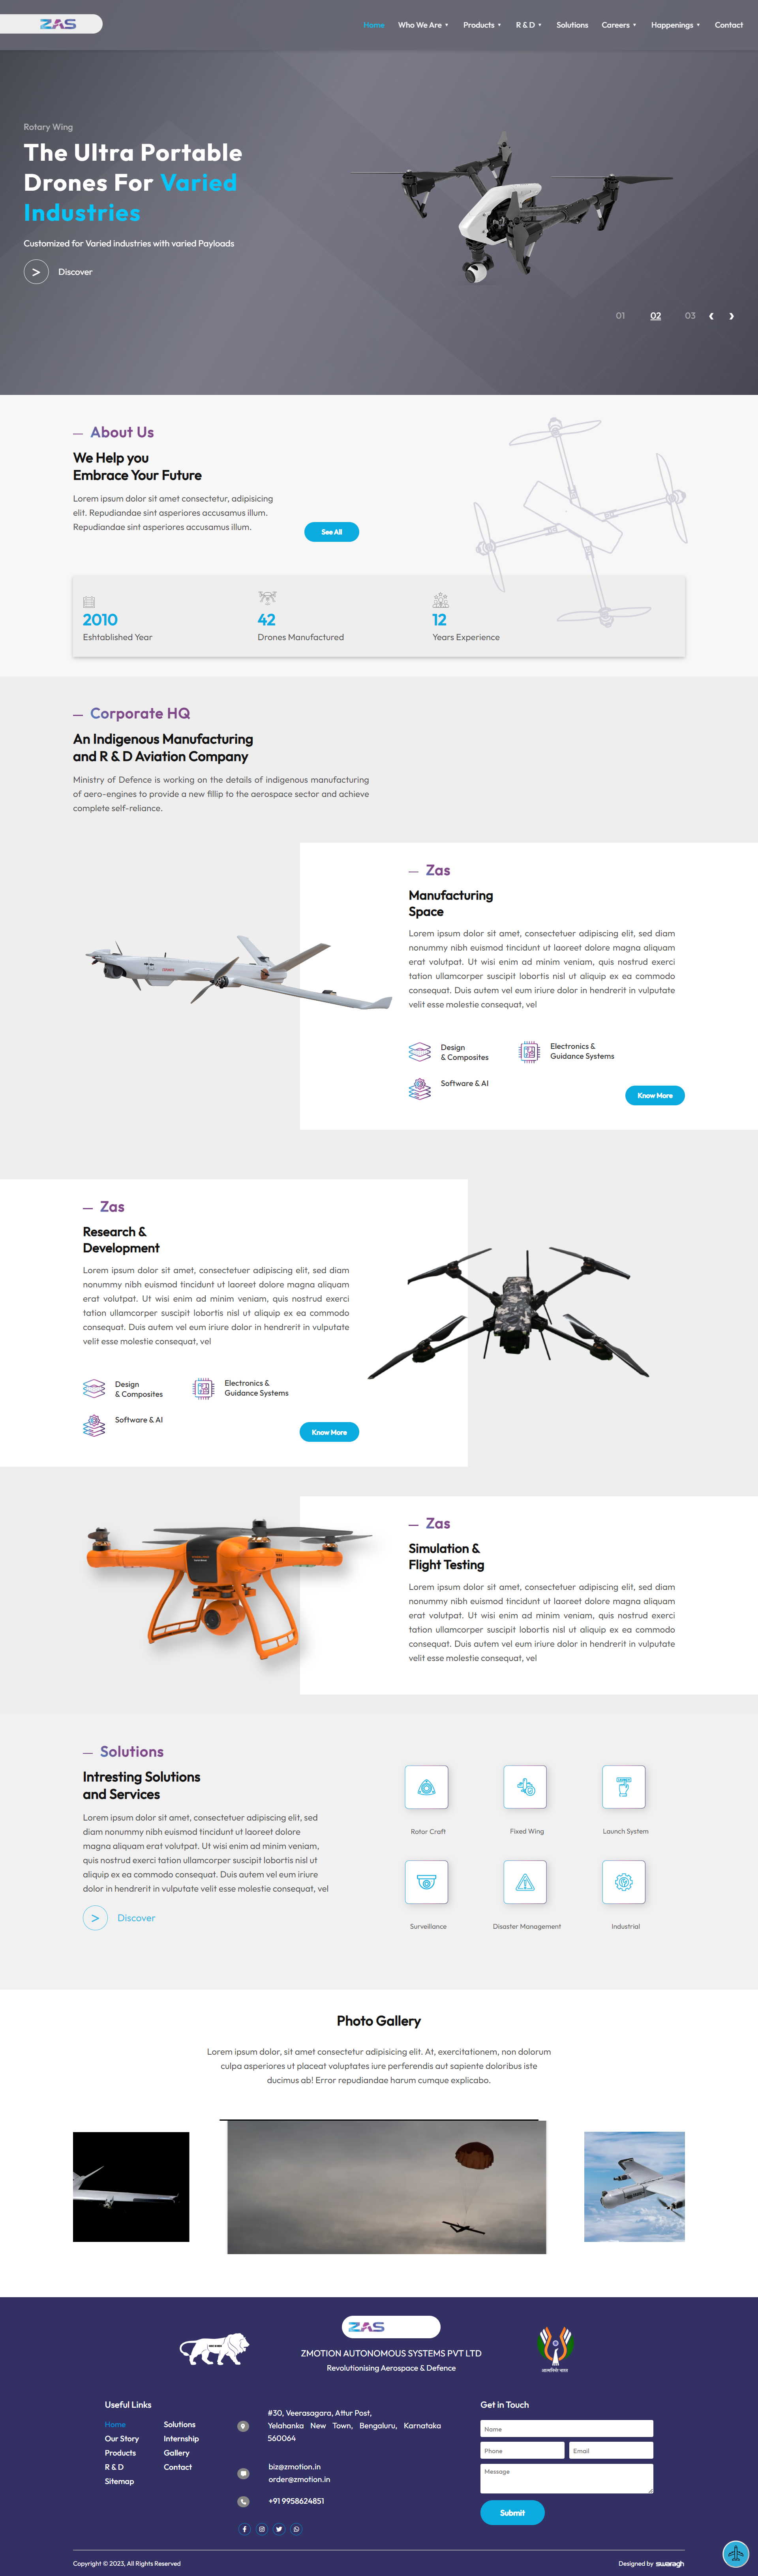 ZAS
Home Who We Are Products R & D Solutions Careers Happenings Contact
Rotary Wing
The Ultra Portable
Drones For Varied
Industries
Customized for Varied industries with varied Payloads
> Discover
01 02 03 ‹ ›
About Us
We Help you
Embrace Your Future
Lorem ipsum dolor sit amet consectetur, adipisicing
elit. Repudiandae sint asperiores accusamus illum.
Repudiandae sint asperiores accusamus illum.
See All
2010
Eshtablished Year
42
Drones Manufactured
12
Years Experience
Corporate HQ
An Indigenous Manufacturing
and R & D Aviation Company
Ministry of Defence is working on the details of indigenous manufacturing
of aero-engines to provide a new fillip to the aerospace sector and achieve
complete self-reliance.
Zas
Manufacturing
Space
Lorem ipsum dolor sit amet, consectetuer adipiscing elit, sed diam
nonummy nibh euismod tincidunt ut laoreet dolore magna aliquam
erat volutpat. Ut wisi enim ad minim veniam, quis nostrud exerci
tation ullamcorper suscipit lobortis nisl ut aliquip ex ea commodo
consequat. Duis autem vel eum iriure dolor in hendrerit in vulputate
velit esse molestie consequat, vel
Design
& Composites
Electronics &
Guidance Systems
Software & AI
Know More
Zas
Research &
Development
Lorem ipsum dolor sit amet, consectetuer adipiscing elit, sed diam
nonummy nibh euismod tincidunt ut laoreet dolore magna aliquam
erat volutpat. Ut wisi enim ad minim veniam, quis nostrud exerci
tation ullamcorper suscipit lobortis nisl ut aliquip ex ea commodo
consequat. Duis autem vel eum iriure dolor in hendrerit in vulputate
velit esse molestie consequat, vel
Design
& Composites
Electronics &
Guidance Systems
Software & AI
Know More
Zas
Simulation &
Flight Testing
Lorem ipsum dolor sit amet, consectetuer adipiscing elit, sed diam
nonummy nibh euismod tincidunt ut laoreet dolore magna aliquam
erat volutpat. Ut wisi enim ad minim veniam, quis nostrud exerci
tation ullamcorper suscipit lobortis nisl ut aliquip ex ea commodo
consequat. Duis autem vel eum iriure dolor in hendrerit in vulputate
velit esse molestie consequat, vel
Solutions
Intresting Solutions
and Services
Lorem ipsum dolor sit amet, consectetuer adipiscing elit, sed
diam nonummy nibh euismod tincidunt ut laoreet dolore
magna aliquam erat volutpat. Ut wisi enim ad minim veniam,
quis nostrud exerci tation ullamcorper suscipit lobortis nisl ut
aliquip ex ea commodo consequat. Duis autem vel eum iriure
dolor in hendrerit in vulputate velit esse molestie consequat, vel
> Discover
Rotor Craft
Fixed Wing
Launch System
Surveillance
Disaster Management
Industrial
Photo Gallery
Lorem ipsum dolor, sit amet consectetur adipisicing elit. At, exercitationem, non dolorum
culpa asperiores ut placeat voluptates iure perferendis aut sapiente doloribus iste
ducimus ab! Error repudiandae harum cumque explicabo.
ZAS
ZMOTION AUTONOMOUS SYSTEMS PVT LTD
Revolutionising Aerospace & Defence
आत्मनिर्भर भारत
Useful Links
Home
Our Story
Products
R & D
Sitemap
Solutions
Internship
Gallery
Contact
#30, Veerasagara, Attur Post,
Yelahanka New Town, Bengaluru, Karnataka
560064
biz@zmotion.in
order@zmotion.in
+91 9958624851
Get in Touch
Name
Phone
Email
Message
Submit
Copyright © 2023, All Rights Reserved
Designed by swaragh